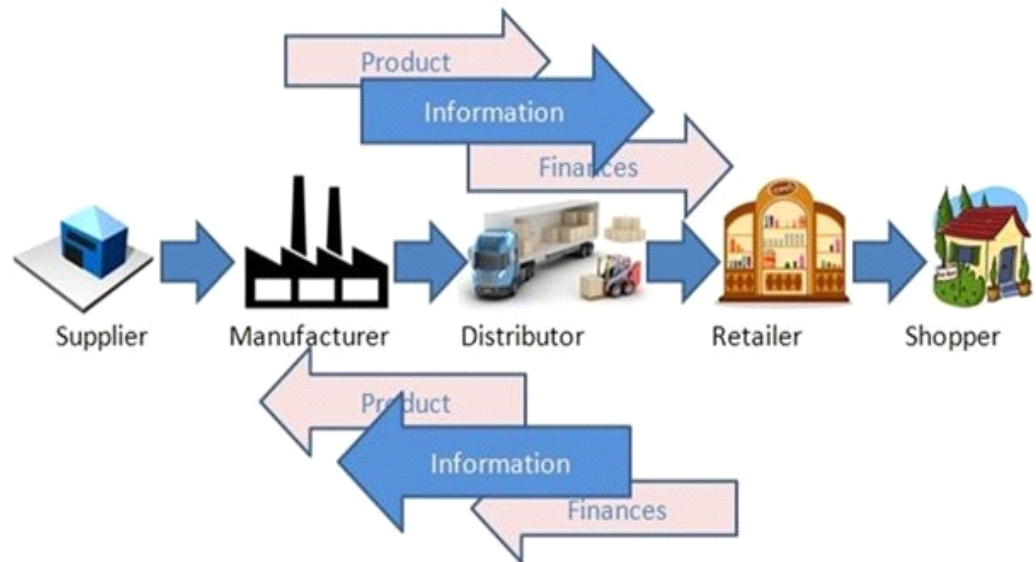 Product
Information
Finances
Supplier
Manufacturer
Distributor
Retailer
Shopper
Product
Information
Finances